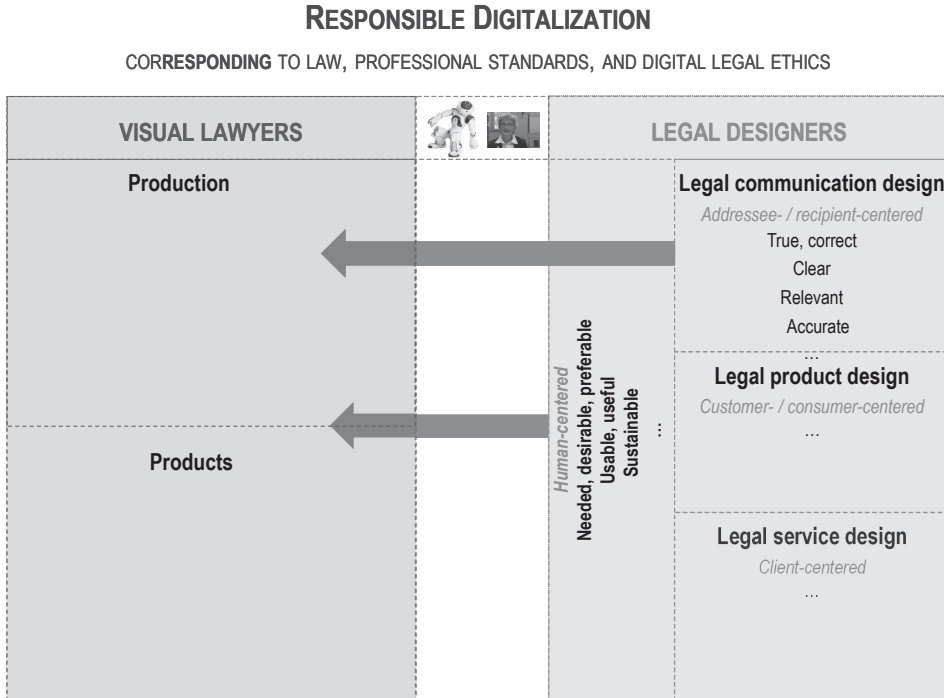 RESPONSIBLE DIGITALIZATION
CORRESPONDING TO LAW, PROFESSIONAL STANDARDS, AND DIGITAL LEGAL ETHICS
VISUAL LAWYERS
LEGAL DESIGNERS
Production
Products
Human-centered
Needed, desirable, preferable
Usable, useful
Sustainable
...
Legal communication design
Addressee- / recipient-centered
True, correct
Clear
Relevant
Accurate
...
Legal product design
Customer- / consumer-centered
...
Legal service design
Client-centered
...